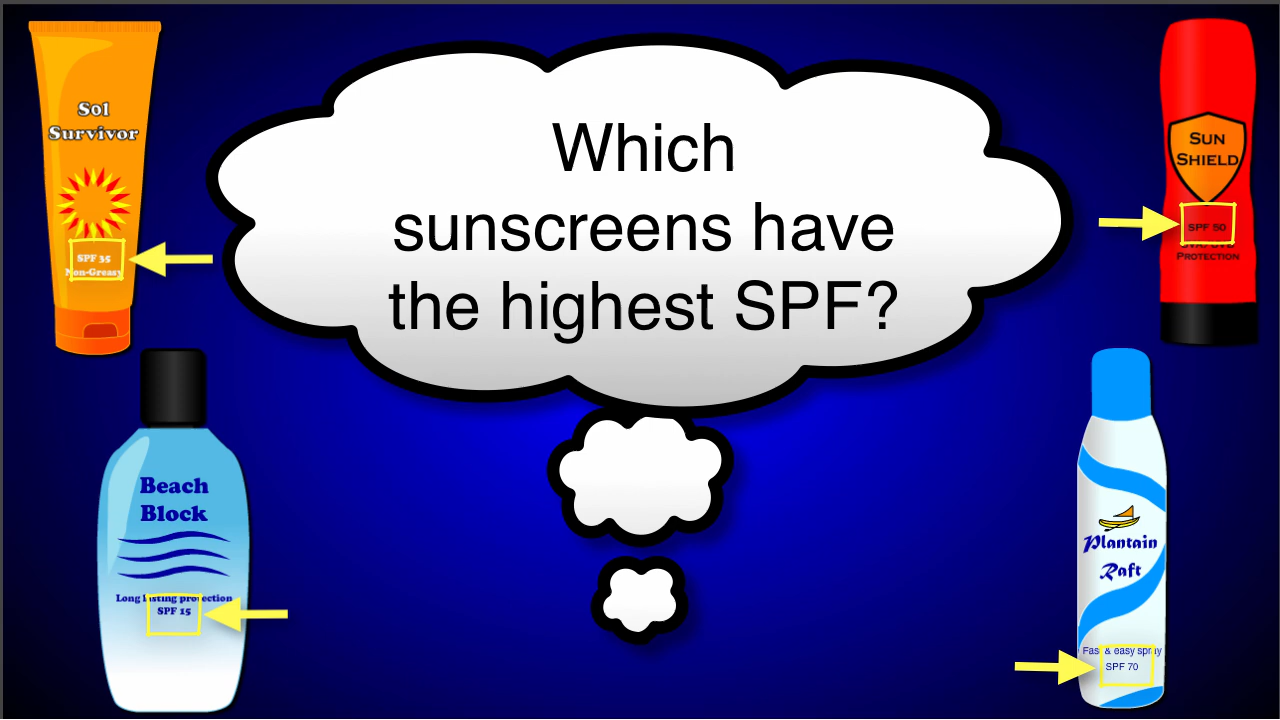 Sol
Survivor
SPF 35
Non-Greasy
Which
sunscreens have
the highest SPF?
Sun
Shield
SPF 50
Protection
Beach
Block
Long lasting protection
SPF 15
Plantain
Raft
Fast & easy spray
SPF 70